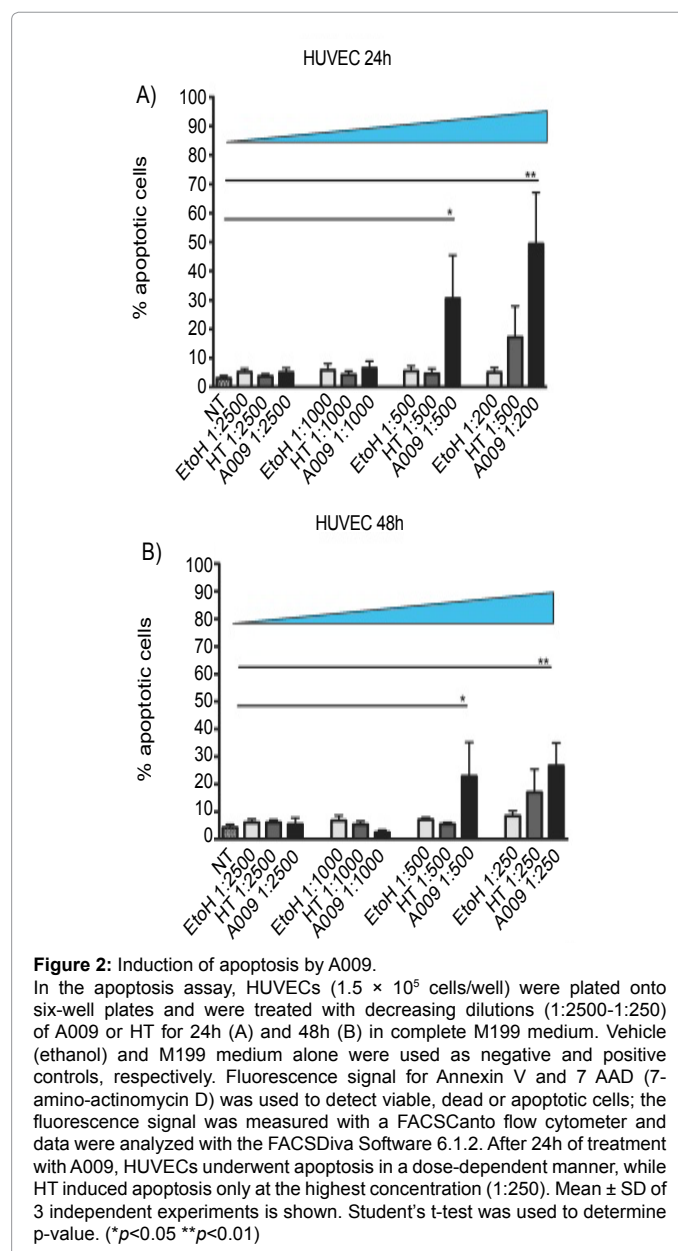 HUVEC 24h
A)
100
90
80
70
60
50
40
30
20
10
0
% apoptotic cells
**
*
NT
EtoH 1:2500
HT 1:2500
A009 1:2500
EtoH 1:1000
HT 1:1000
A009 1:1000
EtoH 1:500
HT 1:500
A009 1:500
EtoH 1:200
HT 1:500
A009 1:200
HUVEC 48h
B)
100
90
80
70
60
50
40
30
20
10
0
% apoptotic cells
**
*
NT
EtoH 1:2500
HT 1:2500
A009 1:2500
EtoH 1:1000
HT 1:1000
A009 1:1000
EtoH 1:500
HT 1:500
A009 1:500
EtoH 1:250
HT 1:250
A009 1:250
Figure 2: Induction of apoptosis by A009.
In the apoptosis assay, HUVECs (1.5 × 10⁵ cells/well) were plated onto
six-well plates and were treated with decreasing dilutions (1:2500-1:250)
of A009 or HT for 24h (A) and 48h (B) in complete M199 medium. Vehicle
(ethanol) and M199 medium alone were used as negative and positive
controls, respectively. Fluorescence signal for Annexin V and 7 AAD (7-
amino-actinomycin D) was used to detect viable, dead or apoptotic cells; the
fluorescence signal was measured with a FACSCanto flow cytometer and
data were analyzed with the FACSDiva Software 6.1.2. After 24h of treatment
with A009, HUVECs underwent apoptosis in a dose-dependent manner, while
HT induced apoptosis only at the highest concentration (1:250). Mean ± SD of
3 independent experiments is shown. Student's t-test was used to determine
p-value. (*p<0.05 **p<0.01)